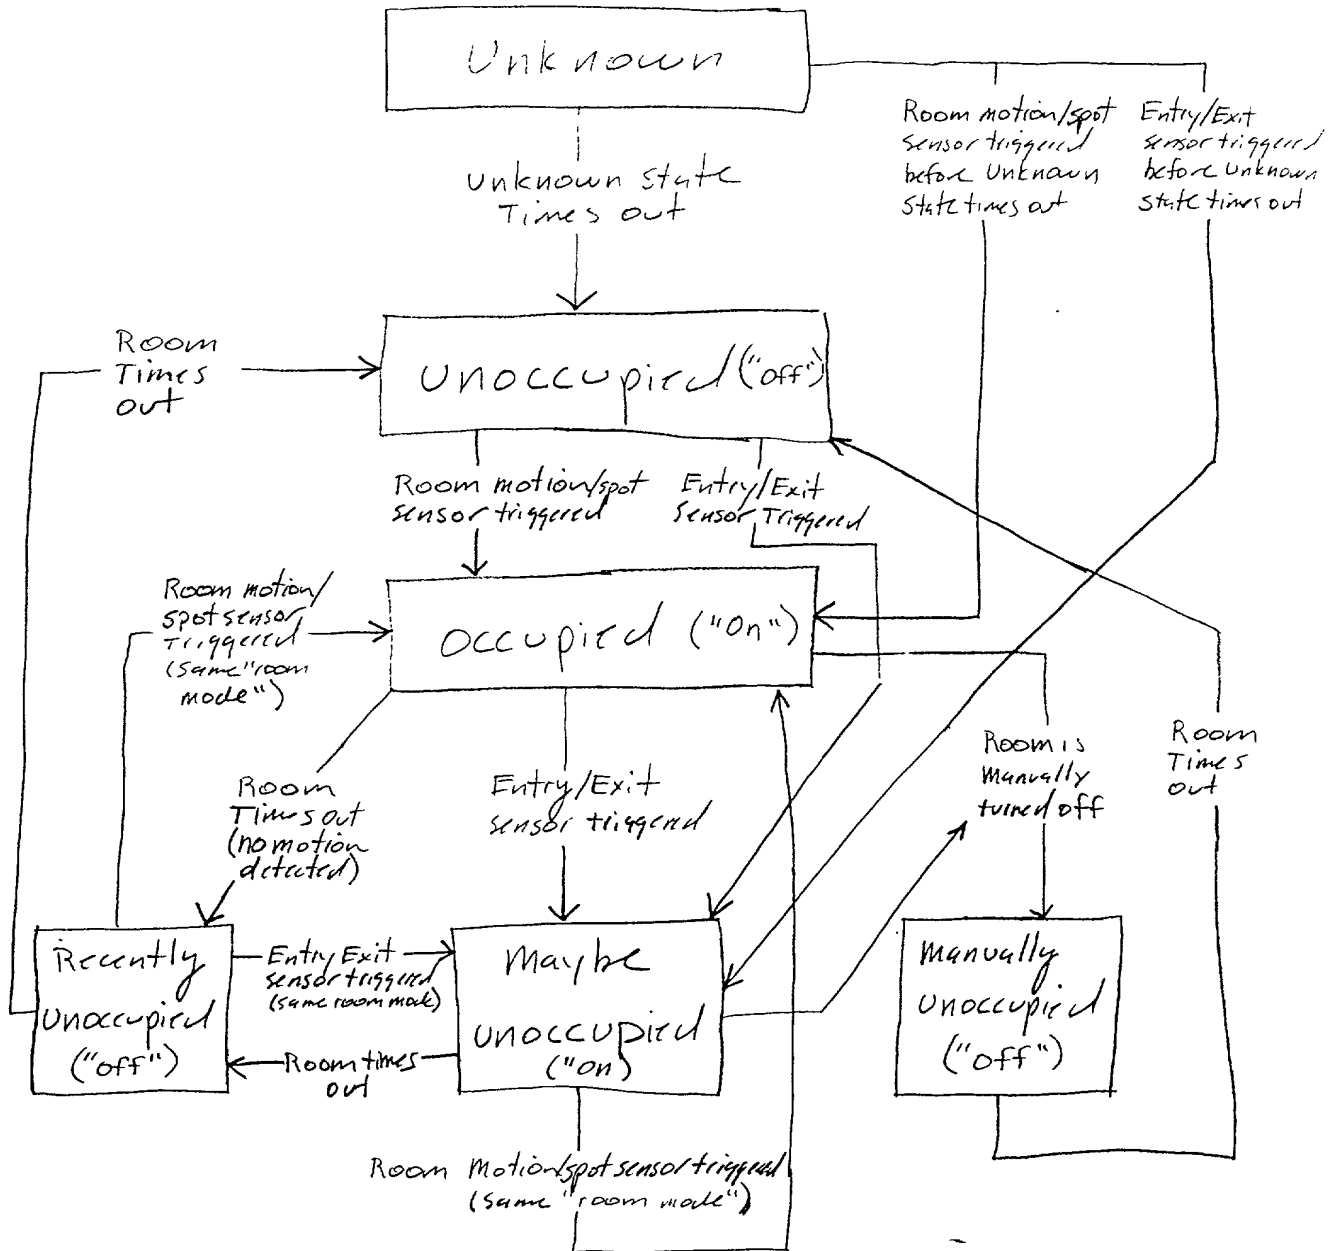 Unknown
Room motion/spot
sensor triggered
before Unknown
State times out
Entry/Exit
sensor triggered
before Unknown
State times out
Unknown State
Times out
Room
Times
out
Unoccupied ("off")
Room motion/spot
sensor triggered
Entry/Exit
Sensor Triggered
Room motion/
spot sensor
Triggered
(Same "room
mode")
Occupied ("On")
Room
Times out
(no motion
detected)
Entry/Exit
sensor triggered
Room is
Manually
turned off
Room
Times
out
Recently
Unoccupied
("off")
Entry Exit
sensor triggered
(same room mode)
Room times
out
Maybe
Unoccupied
("On)
Manually
Unoccupied
("Off")
Room Motion/spot sensor triggered
(Same "room mode")